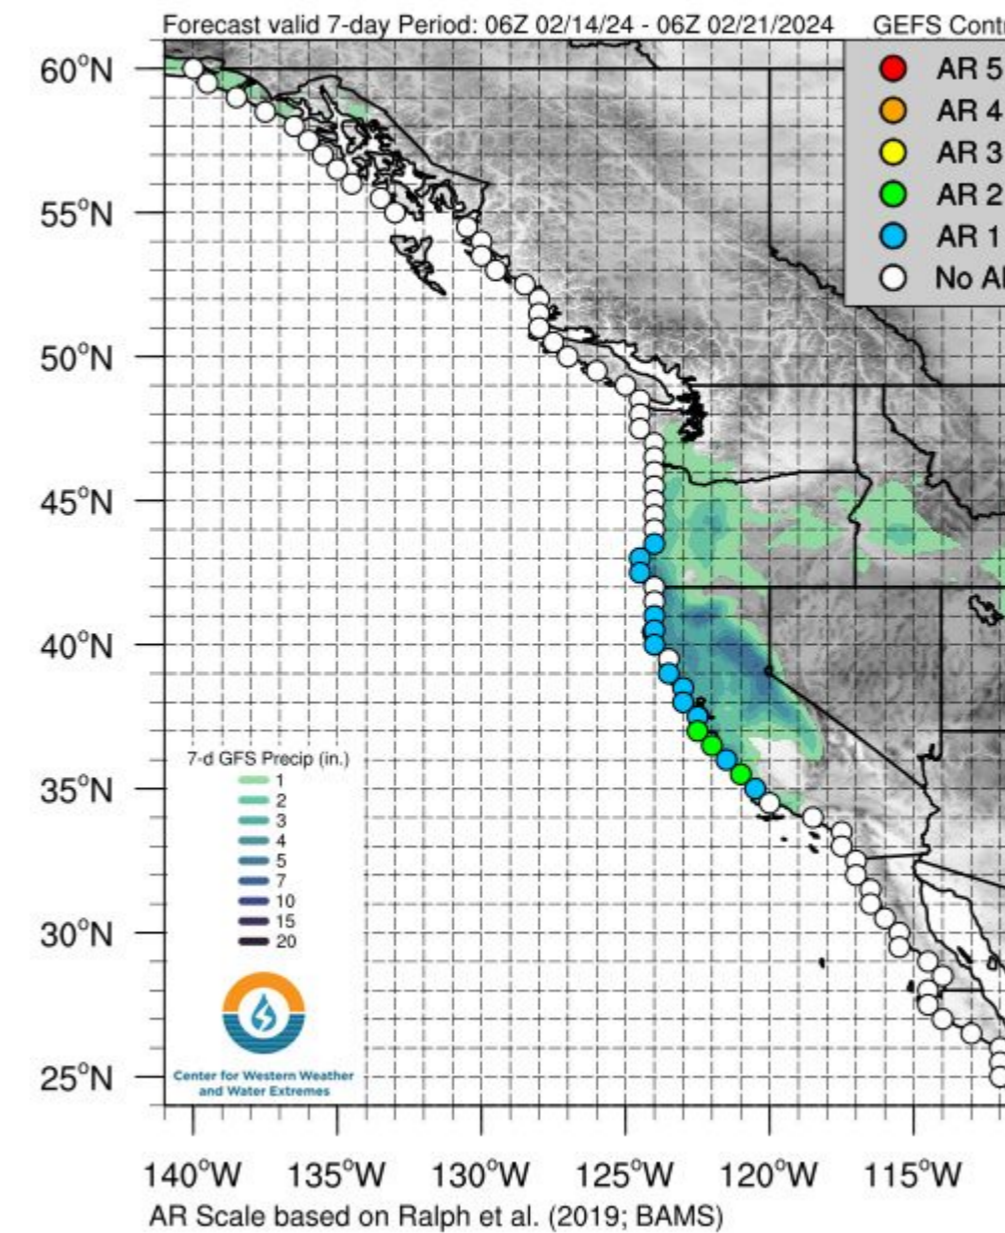 Forecast valid 7-day Period: 06Z 02/14/24 - 06Z 02/21/2024 GEFS Contr
AR 5
AR 4
AR 3
AR 2
AR 1
No AR
60°N
55°N
50°N
45°N
40°N
35°N
30°N
25°N
7-d GFS Precip (in.)
1
2
3
4
5
7
10
15
20
Center for Western Weather
and Water Extremes
140°W 135°W 130°W 125°W 120°W 115°W
AR Scale based on Ralph et al. (2019; BAMS)